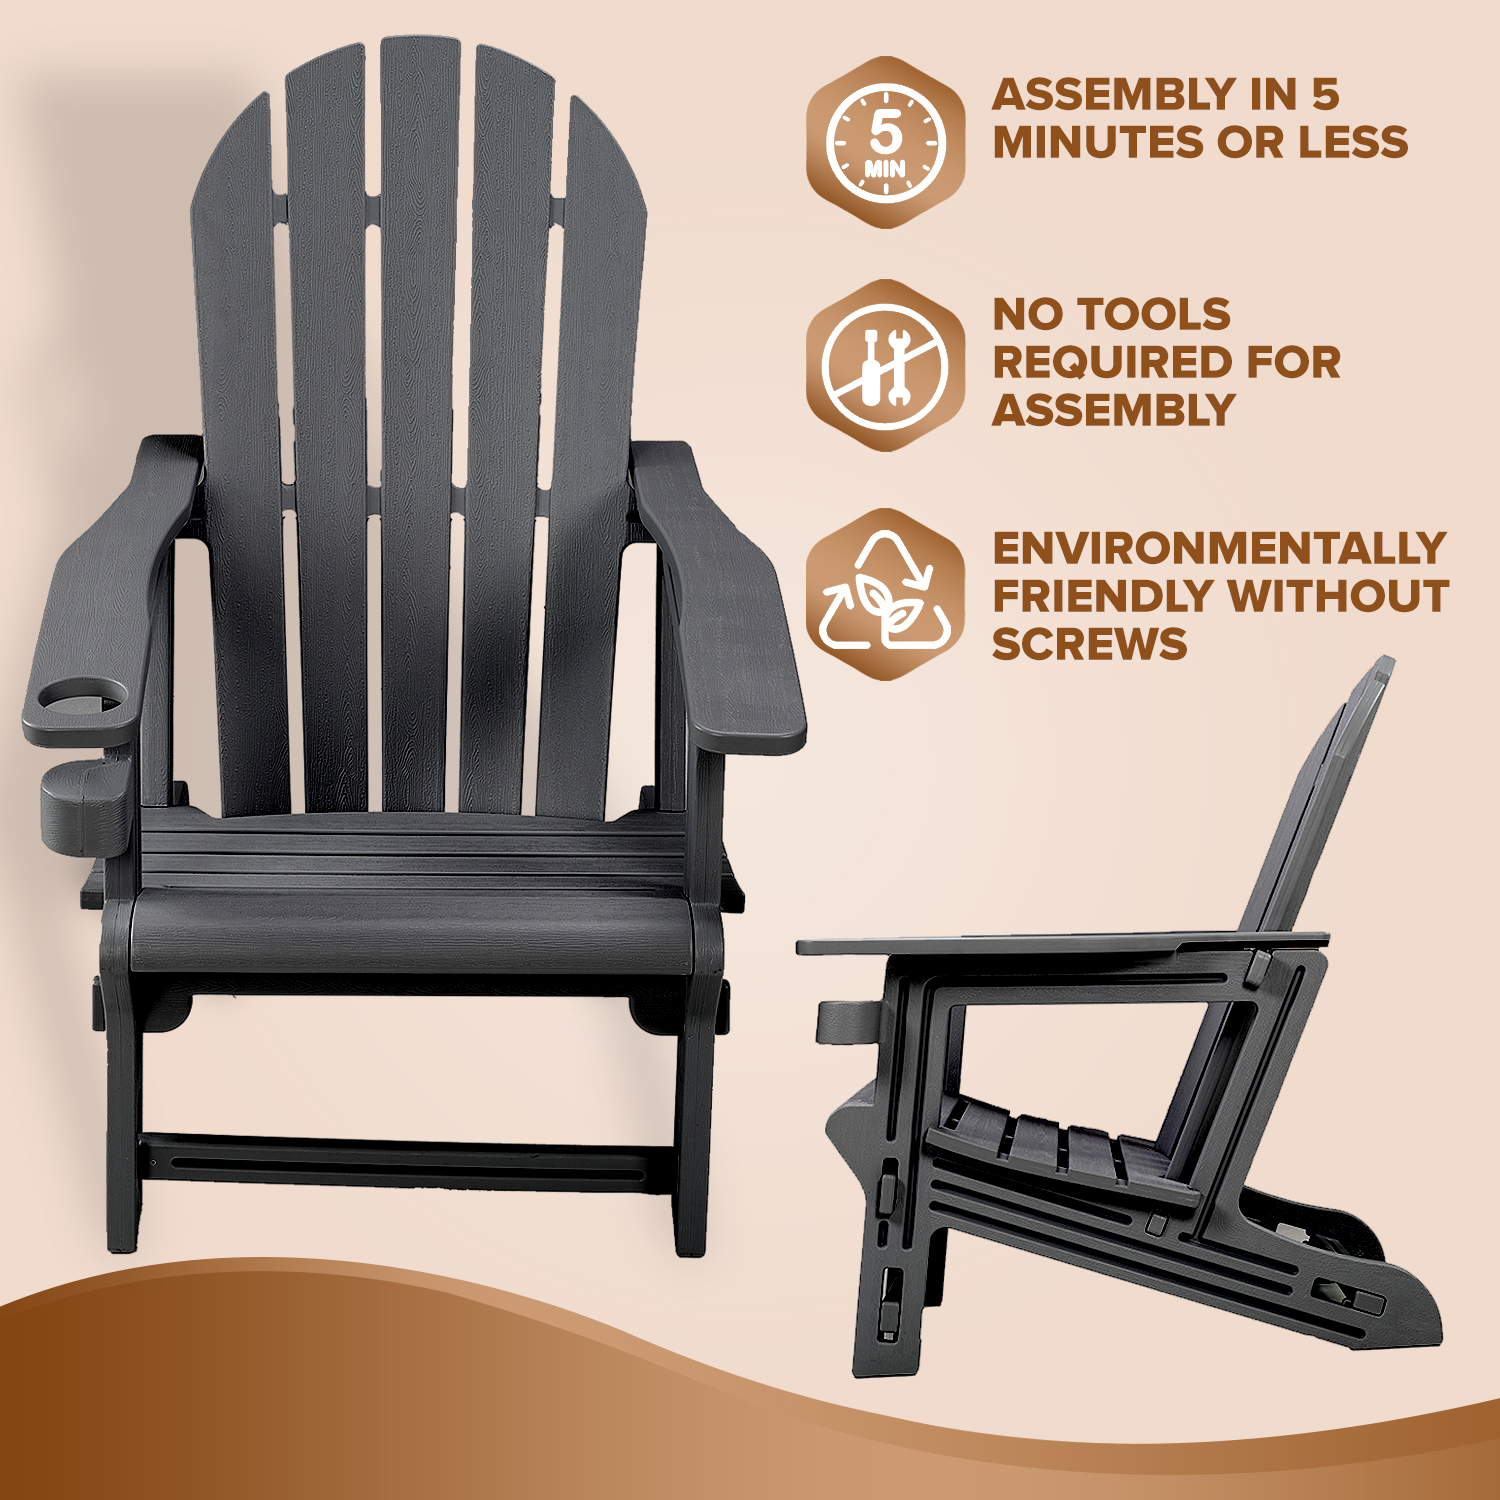 5
MIN
ASSEMBLY IN 5
MINUTES OR LESS
NO TOOLS
REQUIRED FOR
ASSEMBLY
ENVIRONMENTALLY
FRIENDLY WITHOUT
SCREWS